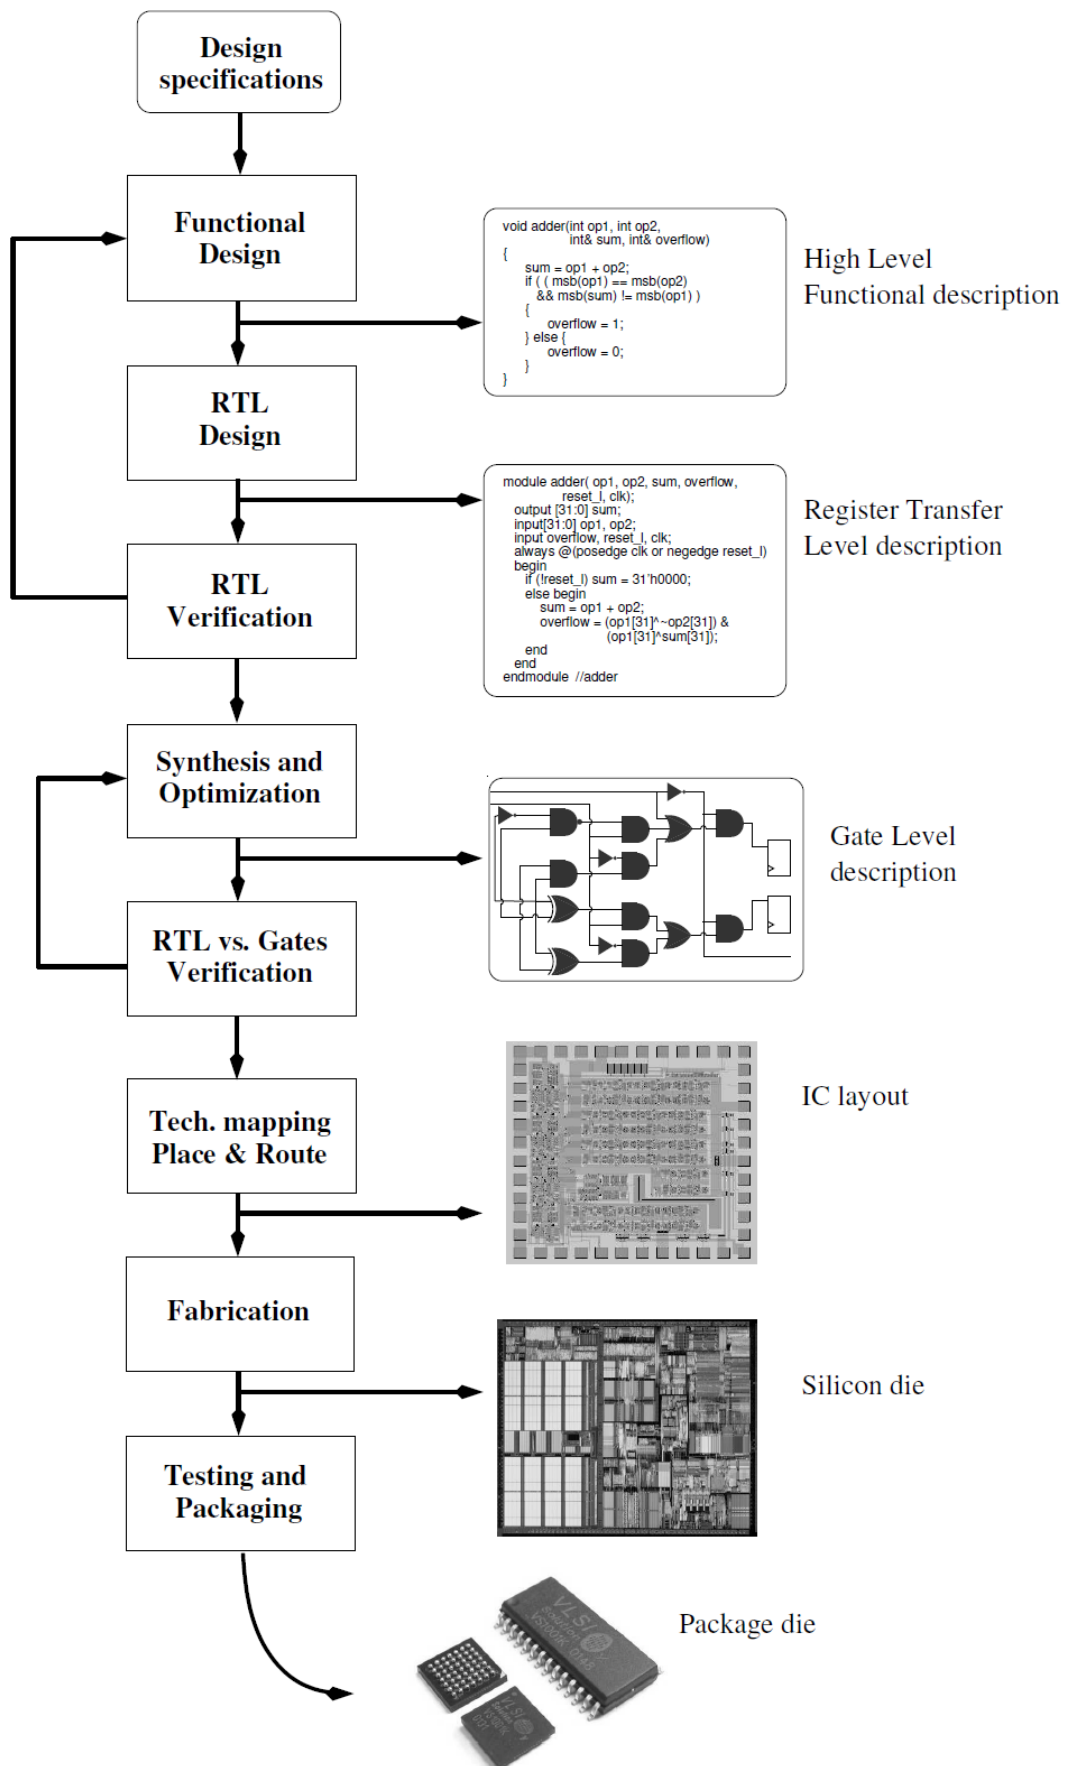 Design
specifications
Functional
Design
void adder(int op1, int op2,
int& sum, int& overflow)
{
sum = op1 + op2;
if ( ( msb(op1) == msb(op2)
&& msb(sum) != msb(op1) )
{
overflow = 1;
} else {
overflow = 0;
}
}
High Level
Functional description
RTL
Design
module adder( op1, op2, sum, overflow,
reset_l, clk);
output [31:0] sum;
input[31:0] op1, op2;
input overflow, reset_l, clk;
always @(posedge clk or negedge reset_l)
begin
if (!reset_l) sum = 31'h0000;
else begin
sum = op1 + op2;
overflow = (op1[31]^~op2[31]) &
(op1[31]^sum[31]);
end
end
endmodule //adder
Register Transfer
Level description
RTL
Verification
Synthesis and
Optimization
Gate Level
description
RTL vs. Gates
Verification
Tech. mapping
Place & Route
IC layout
Fabrication
Silicon die
Testing and
Packaging
Package die
VLSI
Solution
VS1001K
VLSI
Solution
VS1001K
001